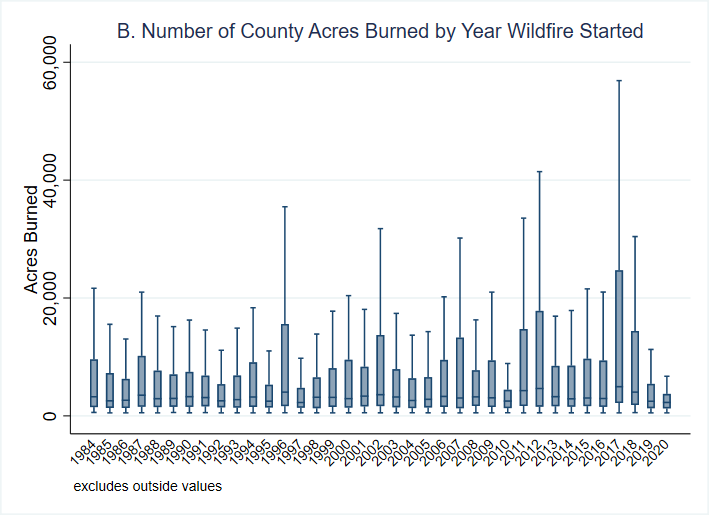 B. Number of County Acres Burned by Year Wildfire Started
Acres Burned
60,000
40,000
20,000
0
1984 1985 1986 1987 1988 1989 1990 1991 1992 1993 1994 1995 1996 1997 1998 1999 2000 2001 2002 2003 2004 2005 2006 2007 2008 2009 2010 2011 2012 2013 2014 2015 2016 2017 2018 2019 2020
excludes outside values